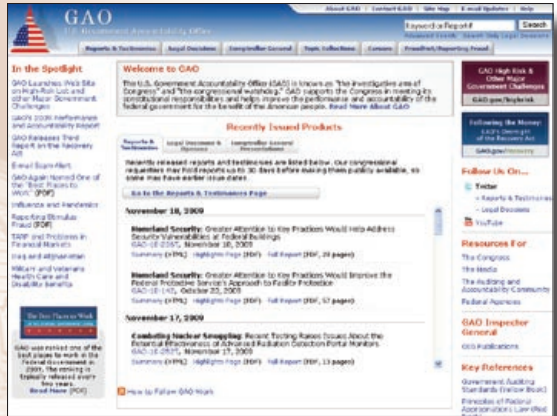 About GAO | Contact GAO | Site Map | E-mail Updates | Help
GAO
U.S. Government Accountability Office
Keyword or Report #
Search
Advanced Search
Search Only Legal Decisions
Reports & Testimonies
Legal Decisions
Comptroller General
Topic Collections
Careers
FraudNet/Reporting Fraud
In the Spotlight
GAO Launches Web Site
on High-Risk List and
other Major Government
Challenges
GAO's 2009 Performance
and Accountability Report
GAO Releases Third
Report on the Recovery
Act
E-mail Scam Alert
GAO Again Named One of
the "Best Places to
Work" (PDF)
Influenza and Pandemics
Reporting Stimulus
Fraud (PDF)
TARP and Problems in
Financial Markets
Iraq and Afghanistan
Military and Veterans
Health Care and
Disability Benefits
The Best Places to Work
GAO was ranked one of the
best places to work in the
Federal Government in
2009. The ranking is
typically released every
two years.
Read More (PDF)
Welcome to GAO
The U.S. Government Accountability Office (GAO) is known as "the investigative arm of
Congress" and "the congressional watchdog." GAO supports the Congress in meeting its
constitutional responsibilities and helps improve the performance and accountability of the
federal government for the benefit of the American people. Read More About GAO
Recently Issued Products
Reports &
Testimonies
Legal Decisions &
Opinions
Comptroller General
Presentations
Recently released reports and testimonies are listed below. Our congressional
requesters may hold reports up to 30 days before making them publicly available, so
some may have earlier issue dates.
Go to the Reports & Testimonies Page
November 18, 2009
Homeland Security: Greater Attention to Key Practices Would Help Address
Security Vulnerabilities at Federal Buildings
November 18, 2009
Summary (HTML) Highlights Page (PDF) Full Report (PDF, 20 pages)
Homeland Security: Greater Attention to Key Practices Would Improve the
Federal Protective Service's Approach to Facility Protection
GAO-10-142, October 23, 2009
Summary (HTML) Highlights Page (PDF) Full Report (PDF, 57 pages)
November 17, 2009
Combating Nuclear Smuggling: Recent Testing Raises Issues About the
Potential Effectiveness of Advanced Radiation Detection Portal Monitors
November 17, 2009
Summary (HTML) Highlights Page (PDF) Full Report (PDF, 13 pages)
How to Follow GAO Work
GAO High Risk &
Other Major
Government
Challenges
GAO.gov/highrisk
Following the Money:
GAO's Oversight
of the Recovery Act
GAO.gov/recovery
Follow Us On...
Twitter
- Reports & Testimonies
- Legal Decisions
YouTube
Resources For
The Congress
The Media
The Auditing and
Accountability Community
Federal Agencies
GAO Inspector
General
OIG Publications
Key References
Government Auditing
Standards (Yellow Book)
Principles of Federal
Appropriations Law (Red